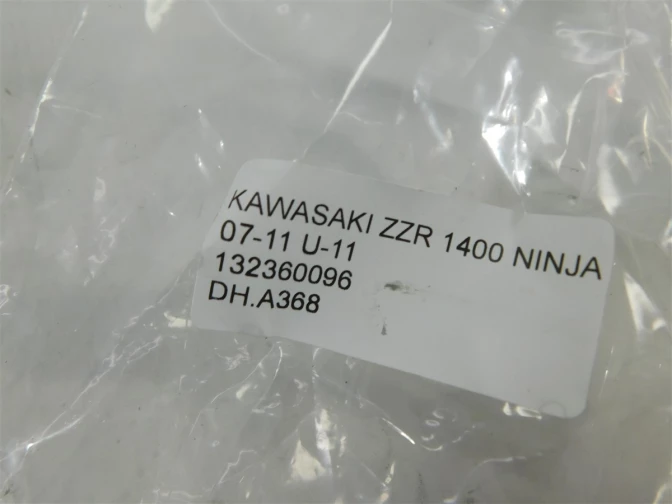 KAWASAKI ZZR 1400 NINJA
07-11 U-11
132360096
DH.A368